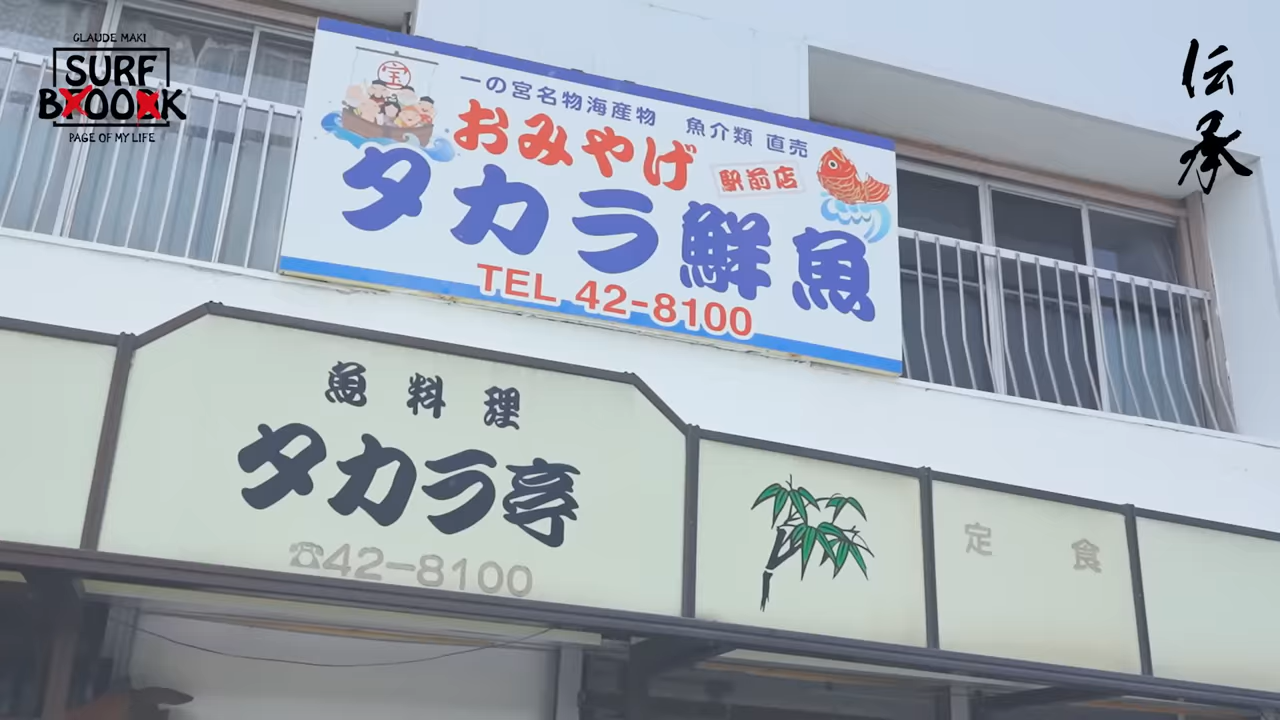 GLAUDE MAKI
SURF
BXOOXK
PAGE OF MY LIFE
伝承
宝
一の宮名物海産物 魚介類 直売
おみやげ 駅前店
タカラ鮮魚
TEL 42-8100
魚料理
タカラ亭
☎42-8100
定食